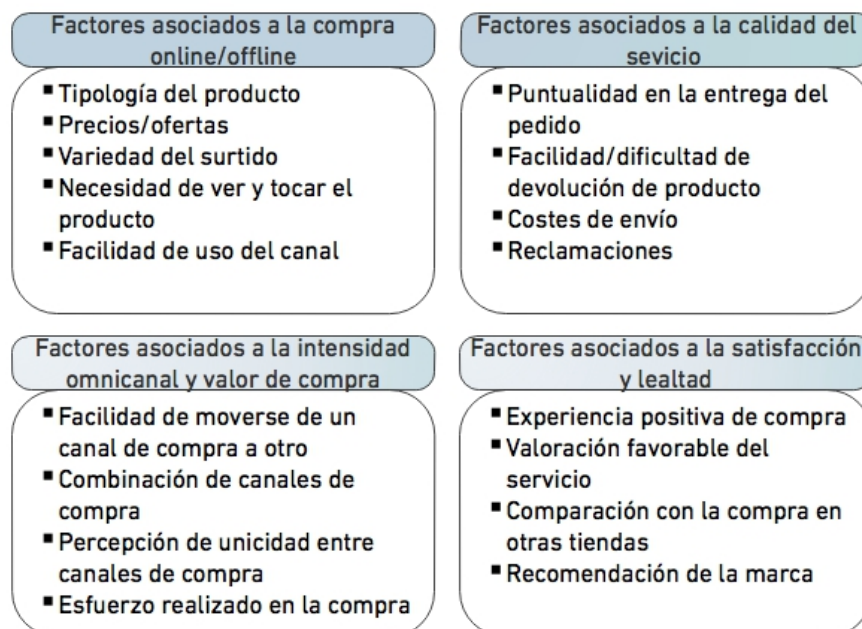 Factores asociados a la compra
online/offline
▪ Tipología del producto
▪ Precios/ofertas
▪ Variedad del surtido
▪ Necesidad de ver y tocar el
producto
▪ Facilidad de uso del canal
Factores asociados a la calidad del
sevicio
▪ Puntualidad en la entrega del
pedido
▪ Facilidad/dificultad de
devolución de producto
▪ Costes de envío
▪ Reclamaciones
Factores asociados a la intensidad
omnicanal y valor de compra
▪ Facilidad de moverse de un
canal de compra a otro
▪ Combinación de canales de
compra
▪ Percepción de unicidad entre
canales de compra
▪ Esfuerzo realizado en la compra
Factores asociados a la satisfacción
y lealtad
▪ Experiencia positiva de compra
▪ Valoración favorable del
servicio
▪ Comparación con la compra en
otras tiendas
▪ Recomendación de la marca